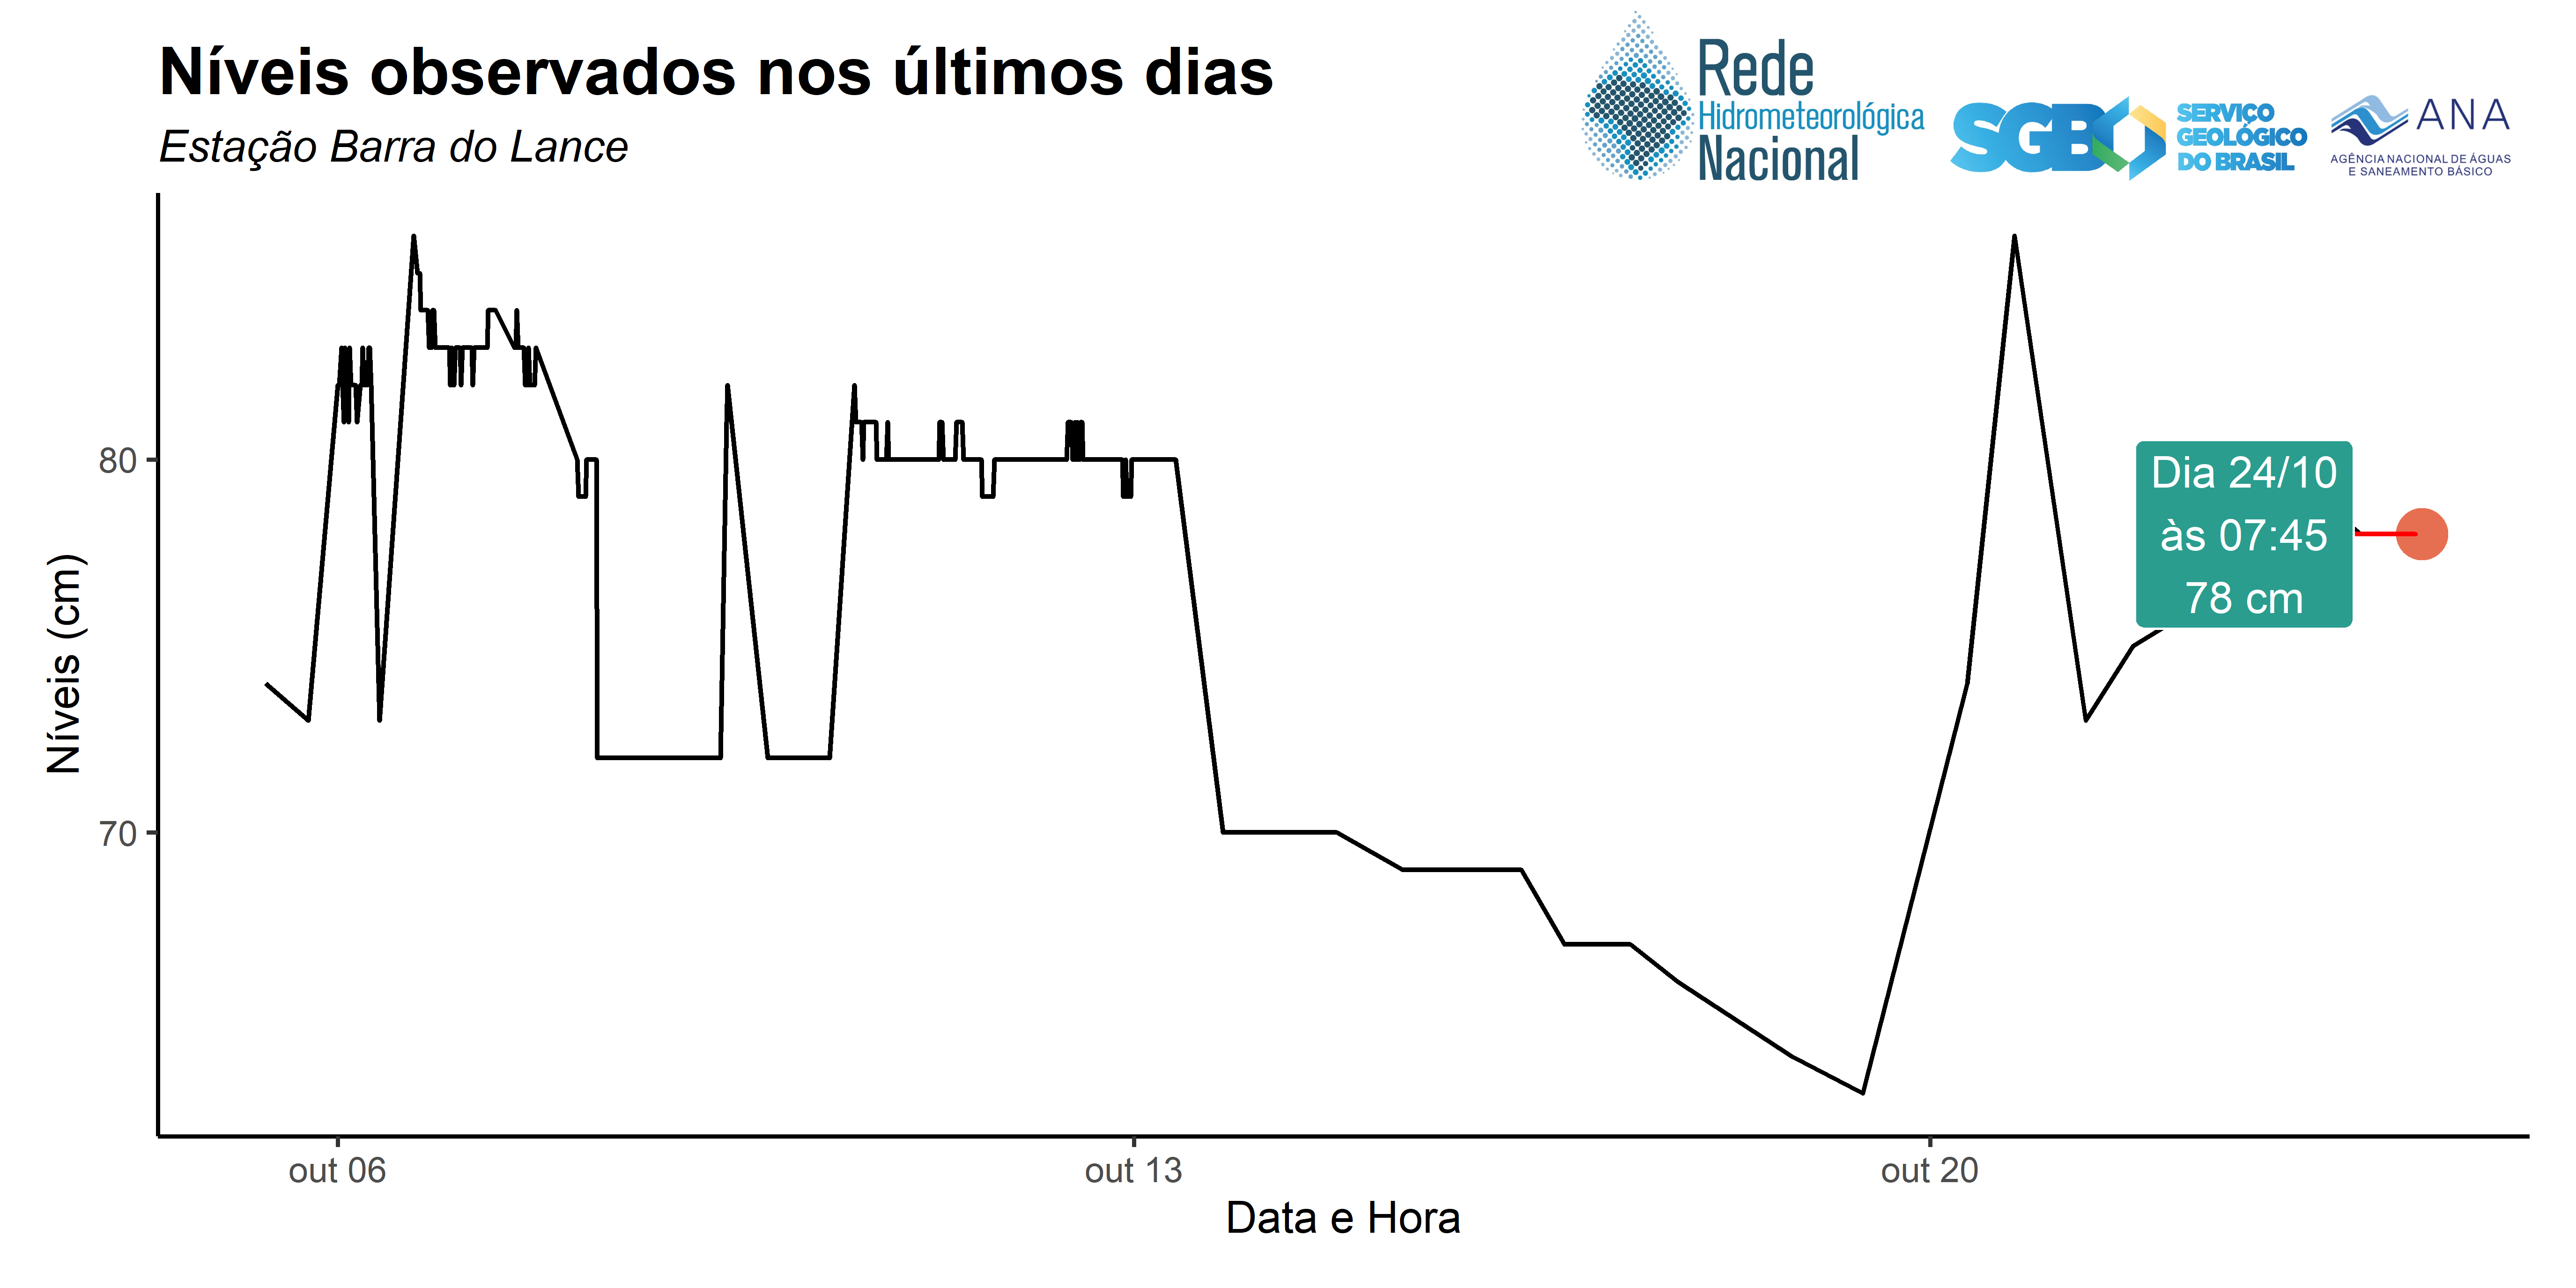 Níveis observados nos últimos dias
Estação Barra do Lance
Rede
Hidrometeorológica
Nacional
SGB
SERVIÇO
GEOLÓGICO
DO BRASIL
ANA
AGÊNCIA NACIONAL DE ÁGUAS
E SANEAMENTO BÁSICO
Níveis (cm)
80
70
Dia 24/10
às 07:45
78 cm
out 06
out 13
out 20
Data e Hora